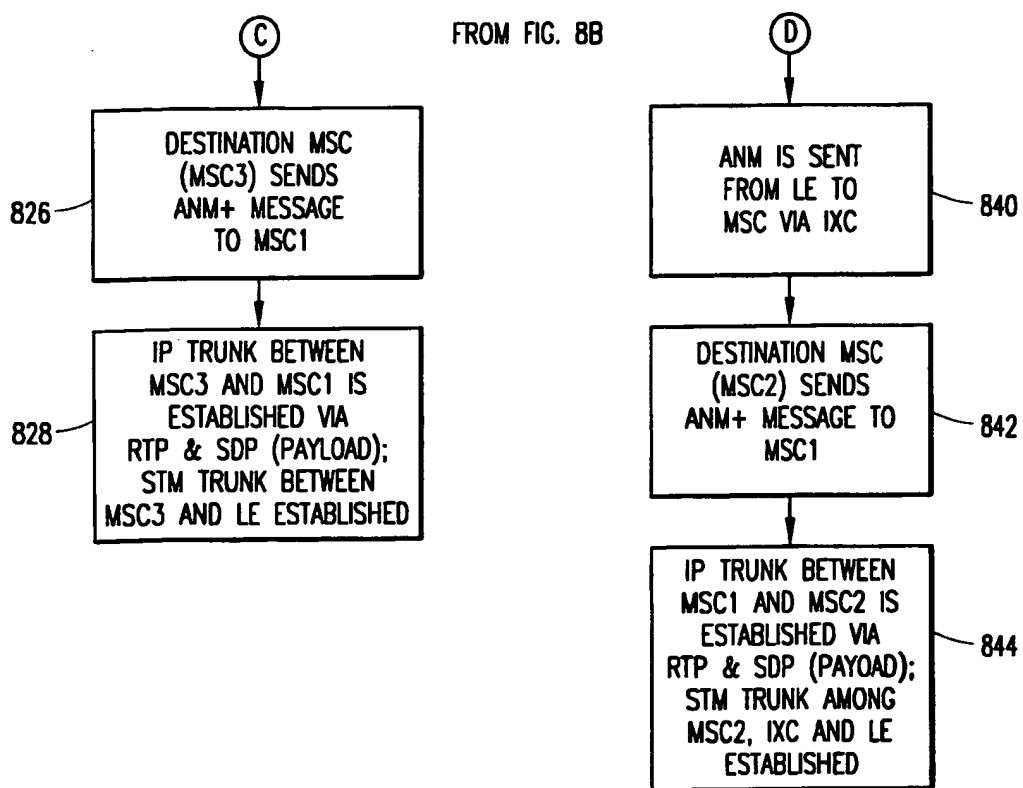 C
FROM FIG. 8B
D
DESTINATION MSC
(MSC3) SENDS
ANM+ MESSAGE
TO MSC1
826
IP TRUNK BETWEEN
MSC3 AND MSC1 IS
ESTABLISHED VIA
RTP & SDP (PAYLOAD);
STM TRUNK BETWEEN
MSC3 AND LE ESTABLISHED
828
ANM IS SENT
FROM LE TO
MSC VIA IXC
840
DESTINATION MSC
(MSC2) SENDS
ANM+ MESSAGE TO
MSC1
842
IP TRUNK BETWEEN
MSC1 AND MSC2 IS
ESTABLISHED VIA
RTP & SDP (PAYOAD);
STM TRUNK AMONG
MSC2, IXC AND LE
ESTABLISHED
844